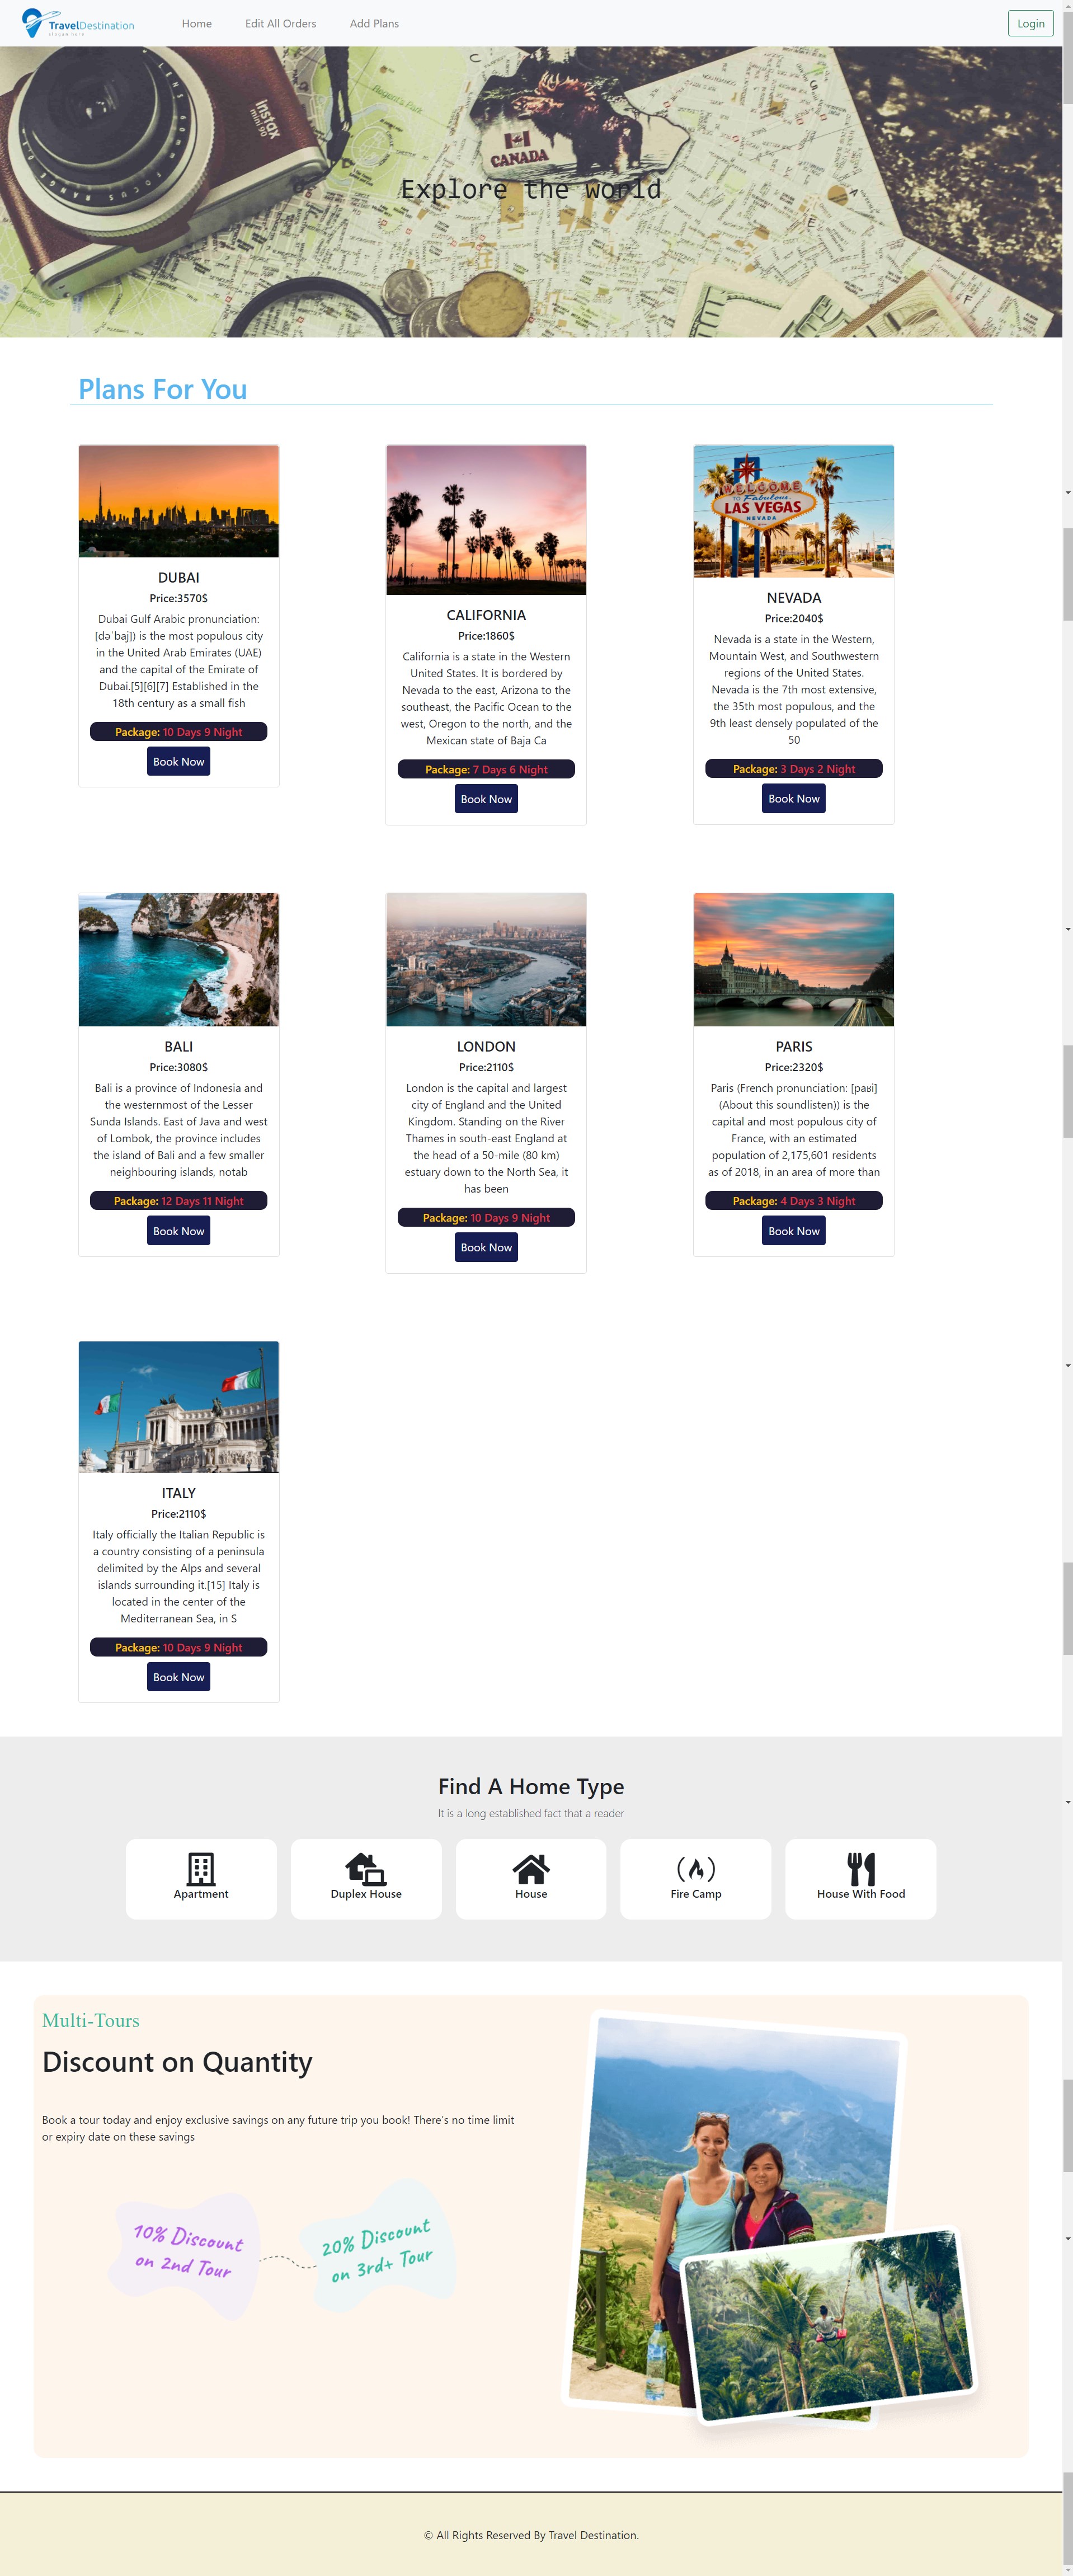 TravelDestination
slogan here
Home
Edit All Orders
Add Plans
Login
instax
mini 90
CANADA
Explore the world
Plans For You
DUBAI
Price:3570$
Dubai Gulf Arabic pronunciation:
[dəˈbaj]) is the most populous city
in the United Arab Emirates (UAE)
and the capital of the Emirate of
Dubai.[5][6][7] Established in the
18th century as a small fish
Package: 10 Days 9 Night
Book Now
CALIFORNIA
Price:1860$
California is a state in the Western
United States. It is bordered by
Nevada to the east, Arizona to the
southeast, the Pacific Ocean to the
west, Oregon to the north, and the
Mexican state of Baja Ca
Package: 7 Days 6 Night
Book Now
WELCOME
TO Fabulous
LAS VEGAS
NEVADA
NEVADA
Price:2040$
Nevada is a state in the Western,
Mountain West, and Southwestern
regions of the United States.
Nevada is the 7th most extensive,
the 35th most populous, and the
9th least densely populated of the
50
Package: 3 Days 2 Night
Book Now
BALI
Price:3080$
Bali is a province of Indonesia and
the westernmost of the Lesser
Sunda Islands. East of Java and west
of Lombok, the province includes
the island of Bali and a few smaller
neighbouring islands, notab
Package: 12 Days 11 Night
Book Now
LONDON
Price:2110$
London is the capital and largest
city of England and the United
Kingdom. Standing on the River
Thames in south-east England at
the head of a 50-mile (80 km)
estuary down to the North Sea, it
has been
Package: 10 Days 9 Night
Book Now
PARIS
Price:2320$
Paris (French pronunciation: [paʁi]
(About this soundlisten)) is the
capital and most populous city of
France, with an estimated
population of 2,175,601 residents
as of 2018, in an area of more than
Package: 4 Days 3 Night
Book Now
ITALY
Price:2110$
Italy officially the Italian Republic is
a country consisting of a peninsula
delimited by the Alps and several
islands surrounding it.[15] Italy is
located in the center of the
Mediterranean Sea, in S
Package: 10 Days 9 Night
Book Now
Find A Home Type
It is a long established fact that a reader
Apartment
Duplex House
House
Fire Camp
House With Food
Multi-Tours
Discount on Quantity
Book a tour today and enjoy exclusive savings on any future trip you book! There's no time limit
or expiry date on these savings
10% Discount
on 2nd Tour
20% Discount
on 3rd+ Tour
© All Rights Reserved By Travel Destination.